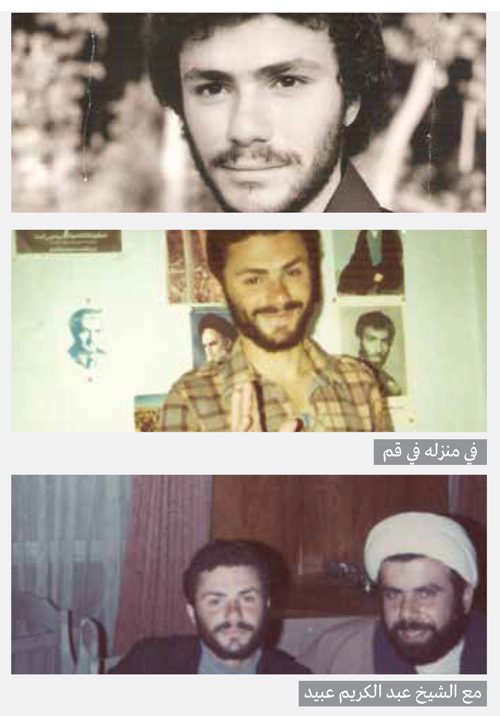 في منزله في قم
مع الشيخ عبد الكريم عبيد